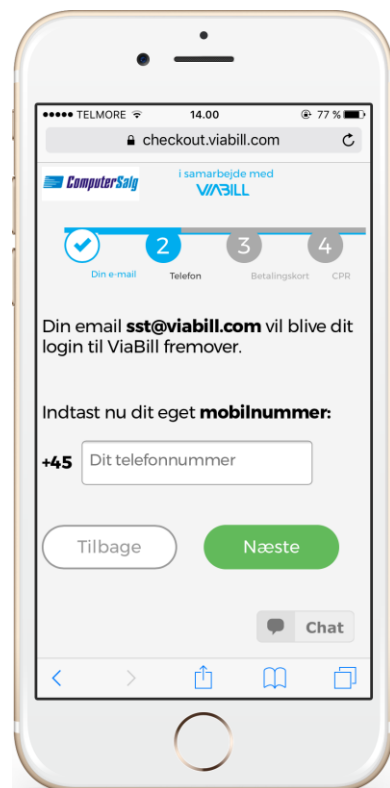 TELMORE 14.00 77 %
checkout.viabill.com
ComputerSalg
i samarbejde med
VIABILL
2 3 4
Din e-mail Telefon Betalingskort CPR
Din email sst@viabill.com vil blive dit
login til ViaBill fremover.
Indtast nu dit eget mobilnummer:
+45 Dit telefonnummer
Tilbage Næste
Chat